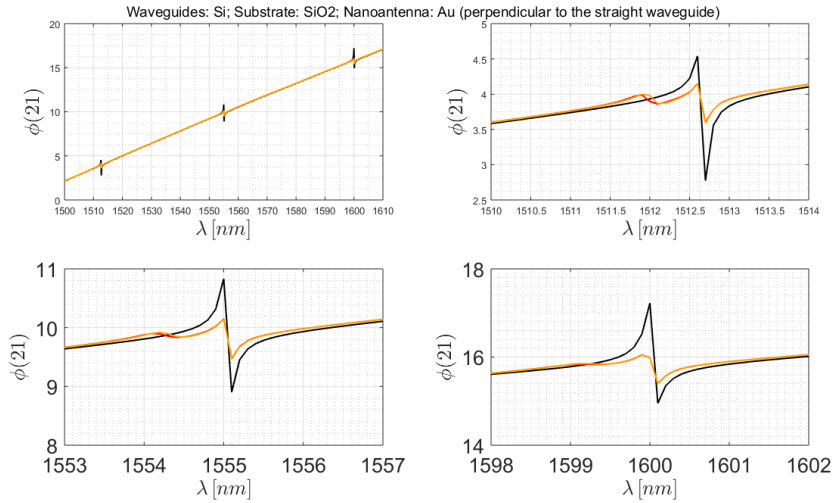 Waveguides: Si; Substrate: SiO2; Nanoantenna: Au (perpendicular to the straight waveguide)
20
15
10
5
0
ϕ(21)
1500 1510 1520 1530 1540 1550 1560 1570 1580 1590 1600 1610
λ [nm]
5
4.5
4
3.5
3
2.5
ϕ(21)
1510 1510.5 1511 1511.5 1512 1512.5 1513 1513.5 1514
λ [nm]
11
10
9
8
ϕ(21)
1553 1554 1555 1556 1557
λ [nm]
18
16
14
ϕ(21)
1598 1599 1600 1601 1602
λ [nm]